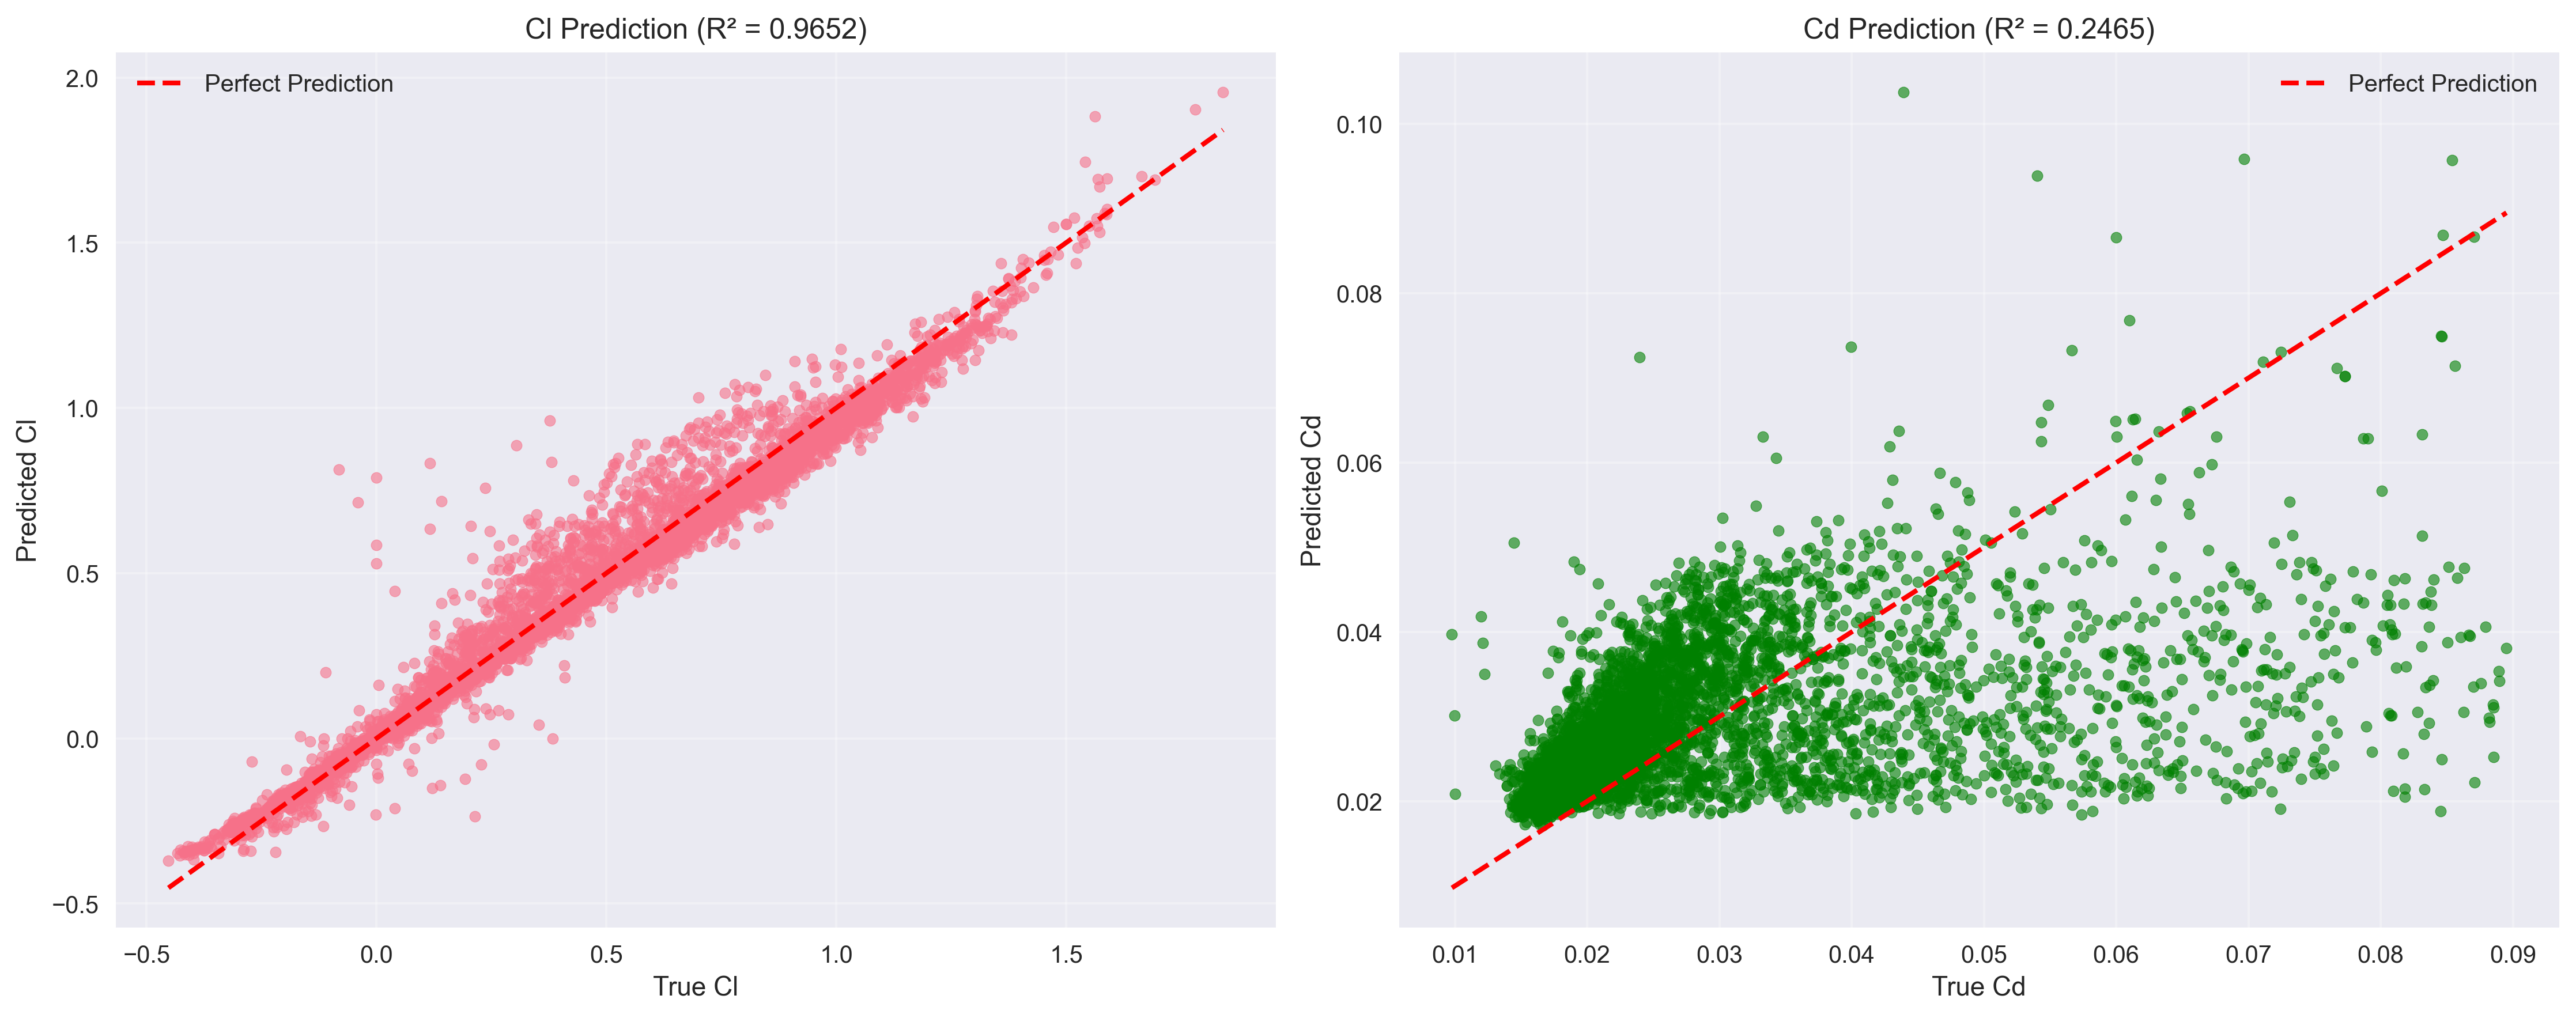 Cl Prediction (R² = 0.9652)
Perfect Prediction
2.0
1.5
1.0
0.5
0.0
−0.5
Predicted Cl
−0.5 0.0 0.5 1.0 1.5
True Cl
Cd Prediction (R² = 0.2465)
Perfect Prediction
0.10
0.08
0.06
0.04
0.02
Predicted Cd
0.01 0.02 0.03 0.04 0.05 0.06 0.07 0.08 0.09
True Cd